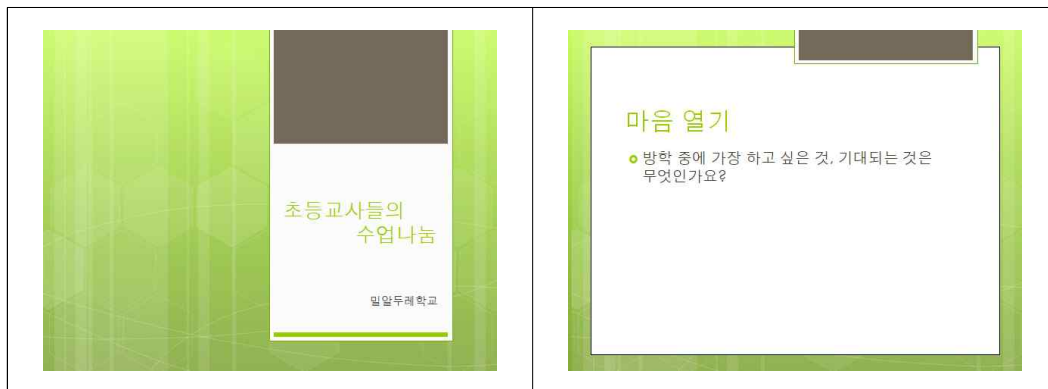 초등교사들의
수업나눔
밀알두레학교
마음 열기
방학 중에 가장 하고 싶은 것, 기대되는 것은
무엇인가요?